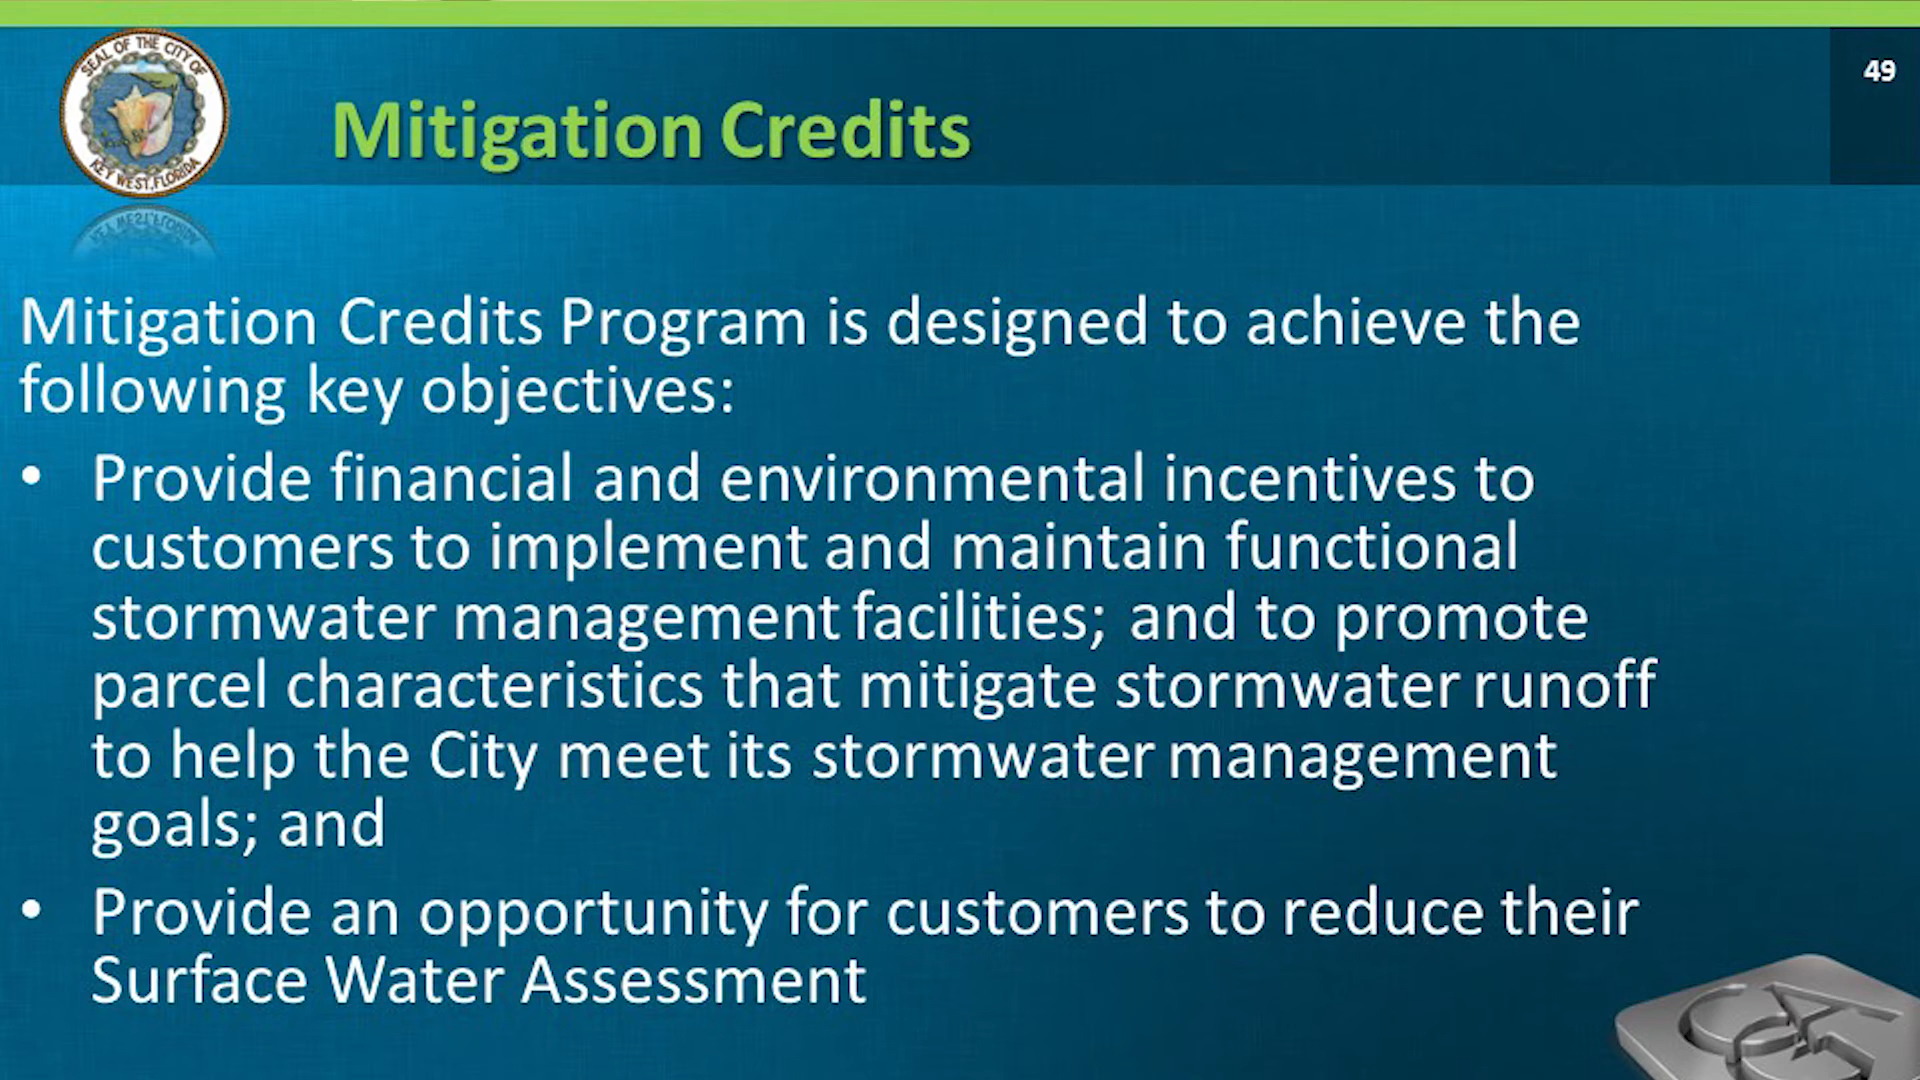 SEAL OF THE CITY OF
KEY WEST, FLORIDA
49
Mitigation Credits
Mitigation Credits Program is designed to achieve the
following key objectives:
• Provide financial and environmental incentives to
customers to implement and maintain functional
stormwater management facilities; and to promote
parcel characteristics that mitigate stormwater runoff
to help the City meet its stormwater management
goals; and
• Provide an opportunity for customers to reduce their
Surface Water Assessment